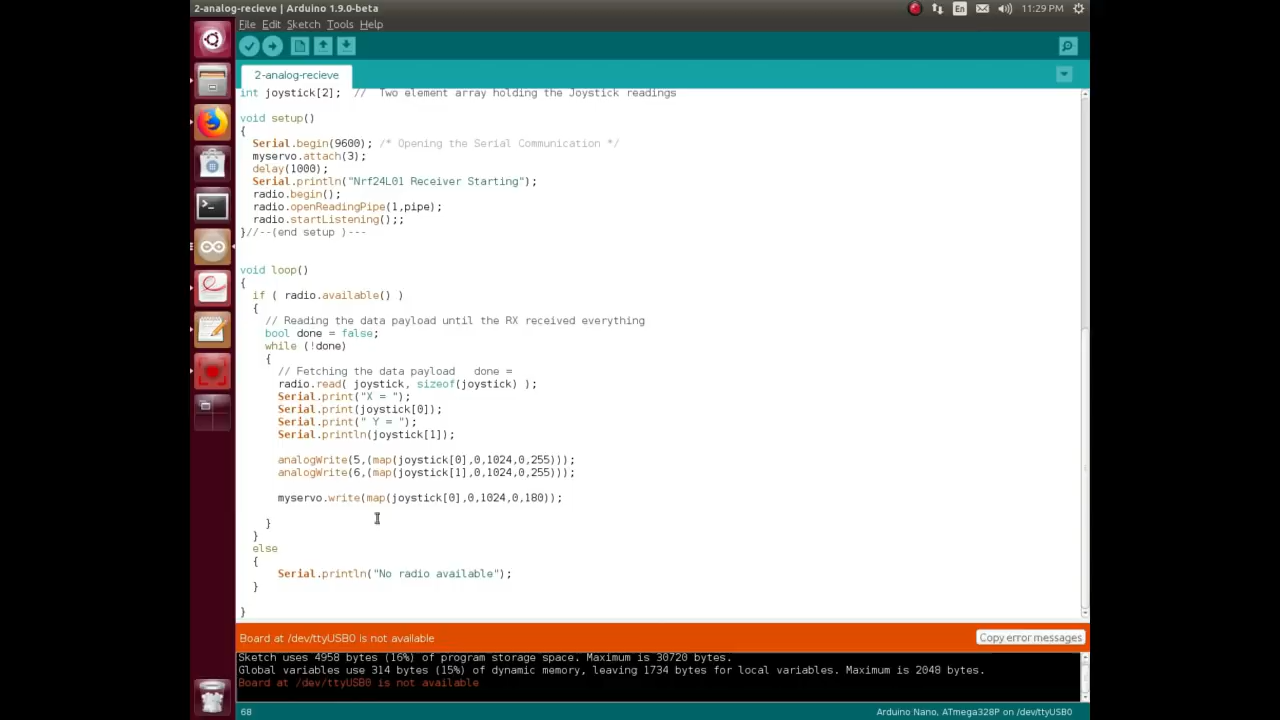 2-analog-recieve | Arduino 1.9.0-beta
En
11:29 PM
File Edit Sketch Tools Help
2-analog-recieve
int joystick[2]; // Two element array holding the Joystick readings
void setup()
{
Serial.begin(9600); /* Opening the Serial Communication */
myservo.attach(3);
delay(1000);
Serial.println("Nrf24L01 Receiver Starting");
radio.begin();
radio.openReadingPipe(1,pipe);
radio.startListening();;
}//--(end setup )---
void loop()
{
if ( radio.available() )
{
// Reading the data payload until the RX received everything
bool done = false;
while (!done)
{
// Fetching the data payload   done =
radio.read( joystick, sizeof(joystick) );
Serial.print("X = ");
Serial.print(joystick[0]);
Serial.print(" Y = ");
Serial.println(joystick[1]);
analogWrite(5,(map(joystick[0],0,1024,0,255)));
analogWrite(6,(map(joystick[1],0,1024,0,255)));
myservo.write(map(joystick[0],0,1024,0,180));
}
}
else
{
Serial.println("No radio available");
}
}
Board at /dev/ttyUSB0 is not available
Copy error messages
Sketch uses 4958 bytes (16%) of program storage space. Maximum is 30720 bytes.
Global variables use 314 bytes (15%) of dynamic memory, leaving 1734 bytes for local variables. Maximum is 2048 bytes.
Board at /dev/ttyUSB0 is not available
68
Arduino Nano, ATmega328P on /dev/ttyUSB0